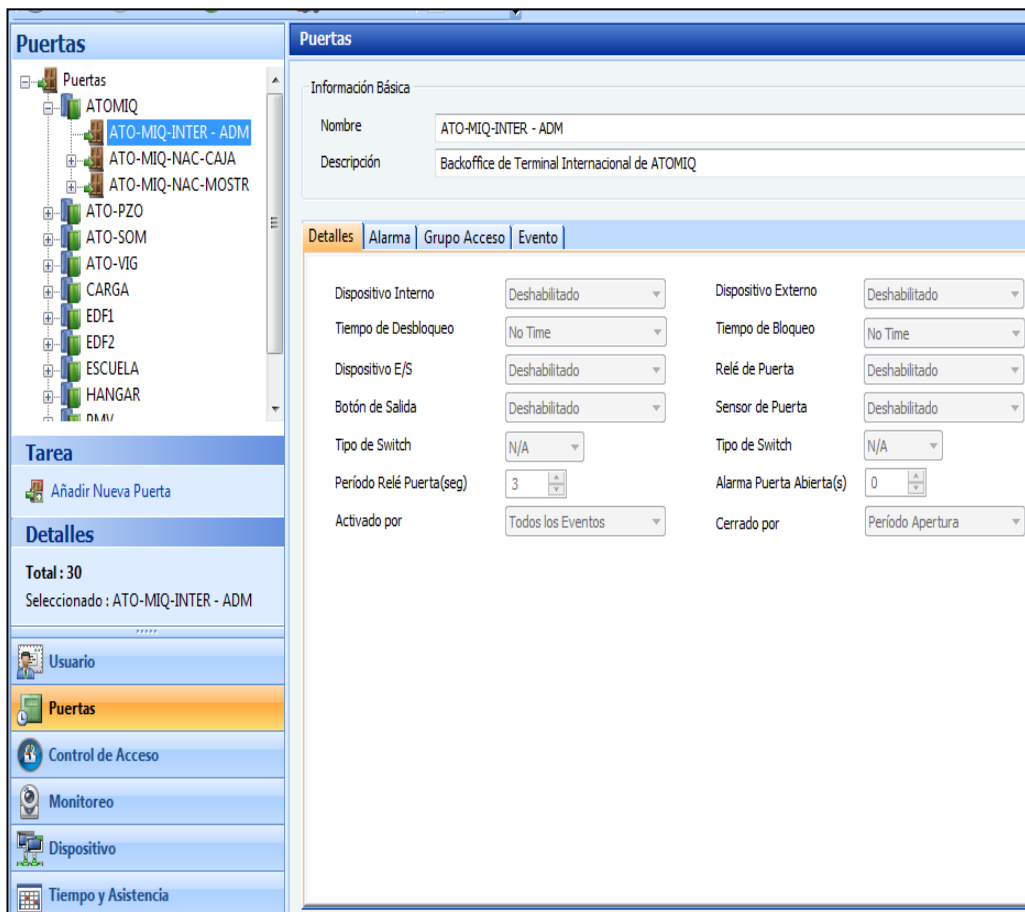 Puertas
Puertas
ATOMIQ
ATO-MIQ-INTER - ADM
ATO-MIQ-NAC-CAJA
ATO-MIQ-NAC-MOSTR
ATO-PZO
ATO-SOM
ATO-VIG
CARGA
EDF1
EDF2
ESCUELA
HANGAR
Tarea
Añadir Nueva Puerta
Detalles
Total : 30
Seleccionado : ATO-MIQ-INTER - ADM
Usuario
Puertas
Control de Acceso
Monitoreo
Dispositivo
Tiempo y Asistencia
Puertas
Información Básica
Nombre ATO-MIQ-INTER - ADM
Descripción Backoffice de Terminal Internacional de ATOMIQ
Detalles Alarma Grupo Acceso Evento
Dispositivo Interno Deshabilitado Dispositivo Externo Deshabilitado
Tiempo de Desbloqueo No Time Tiempo de Bloqueo No Time
Dispositivo E/S Deshabilitado Relé de Puerta Deshabilitado
Botón de Salida Deshabilitado Sensor de Puerta Deshabilitado
Tipo de Switch N/A Tipo de Switch N/A
Período Relé Puerta(seg) 3 Alarma Puerta Abierta(s) 0
Activado por Todos los Eventos Cerrado por Período Apertura